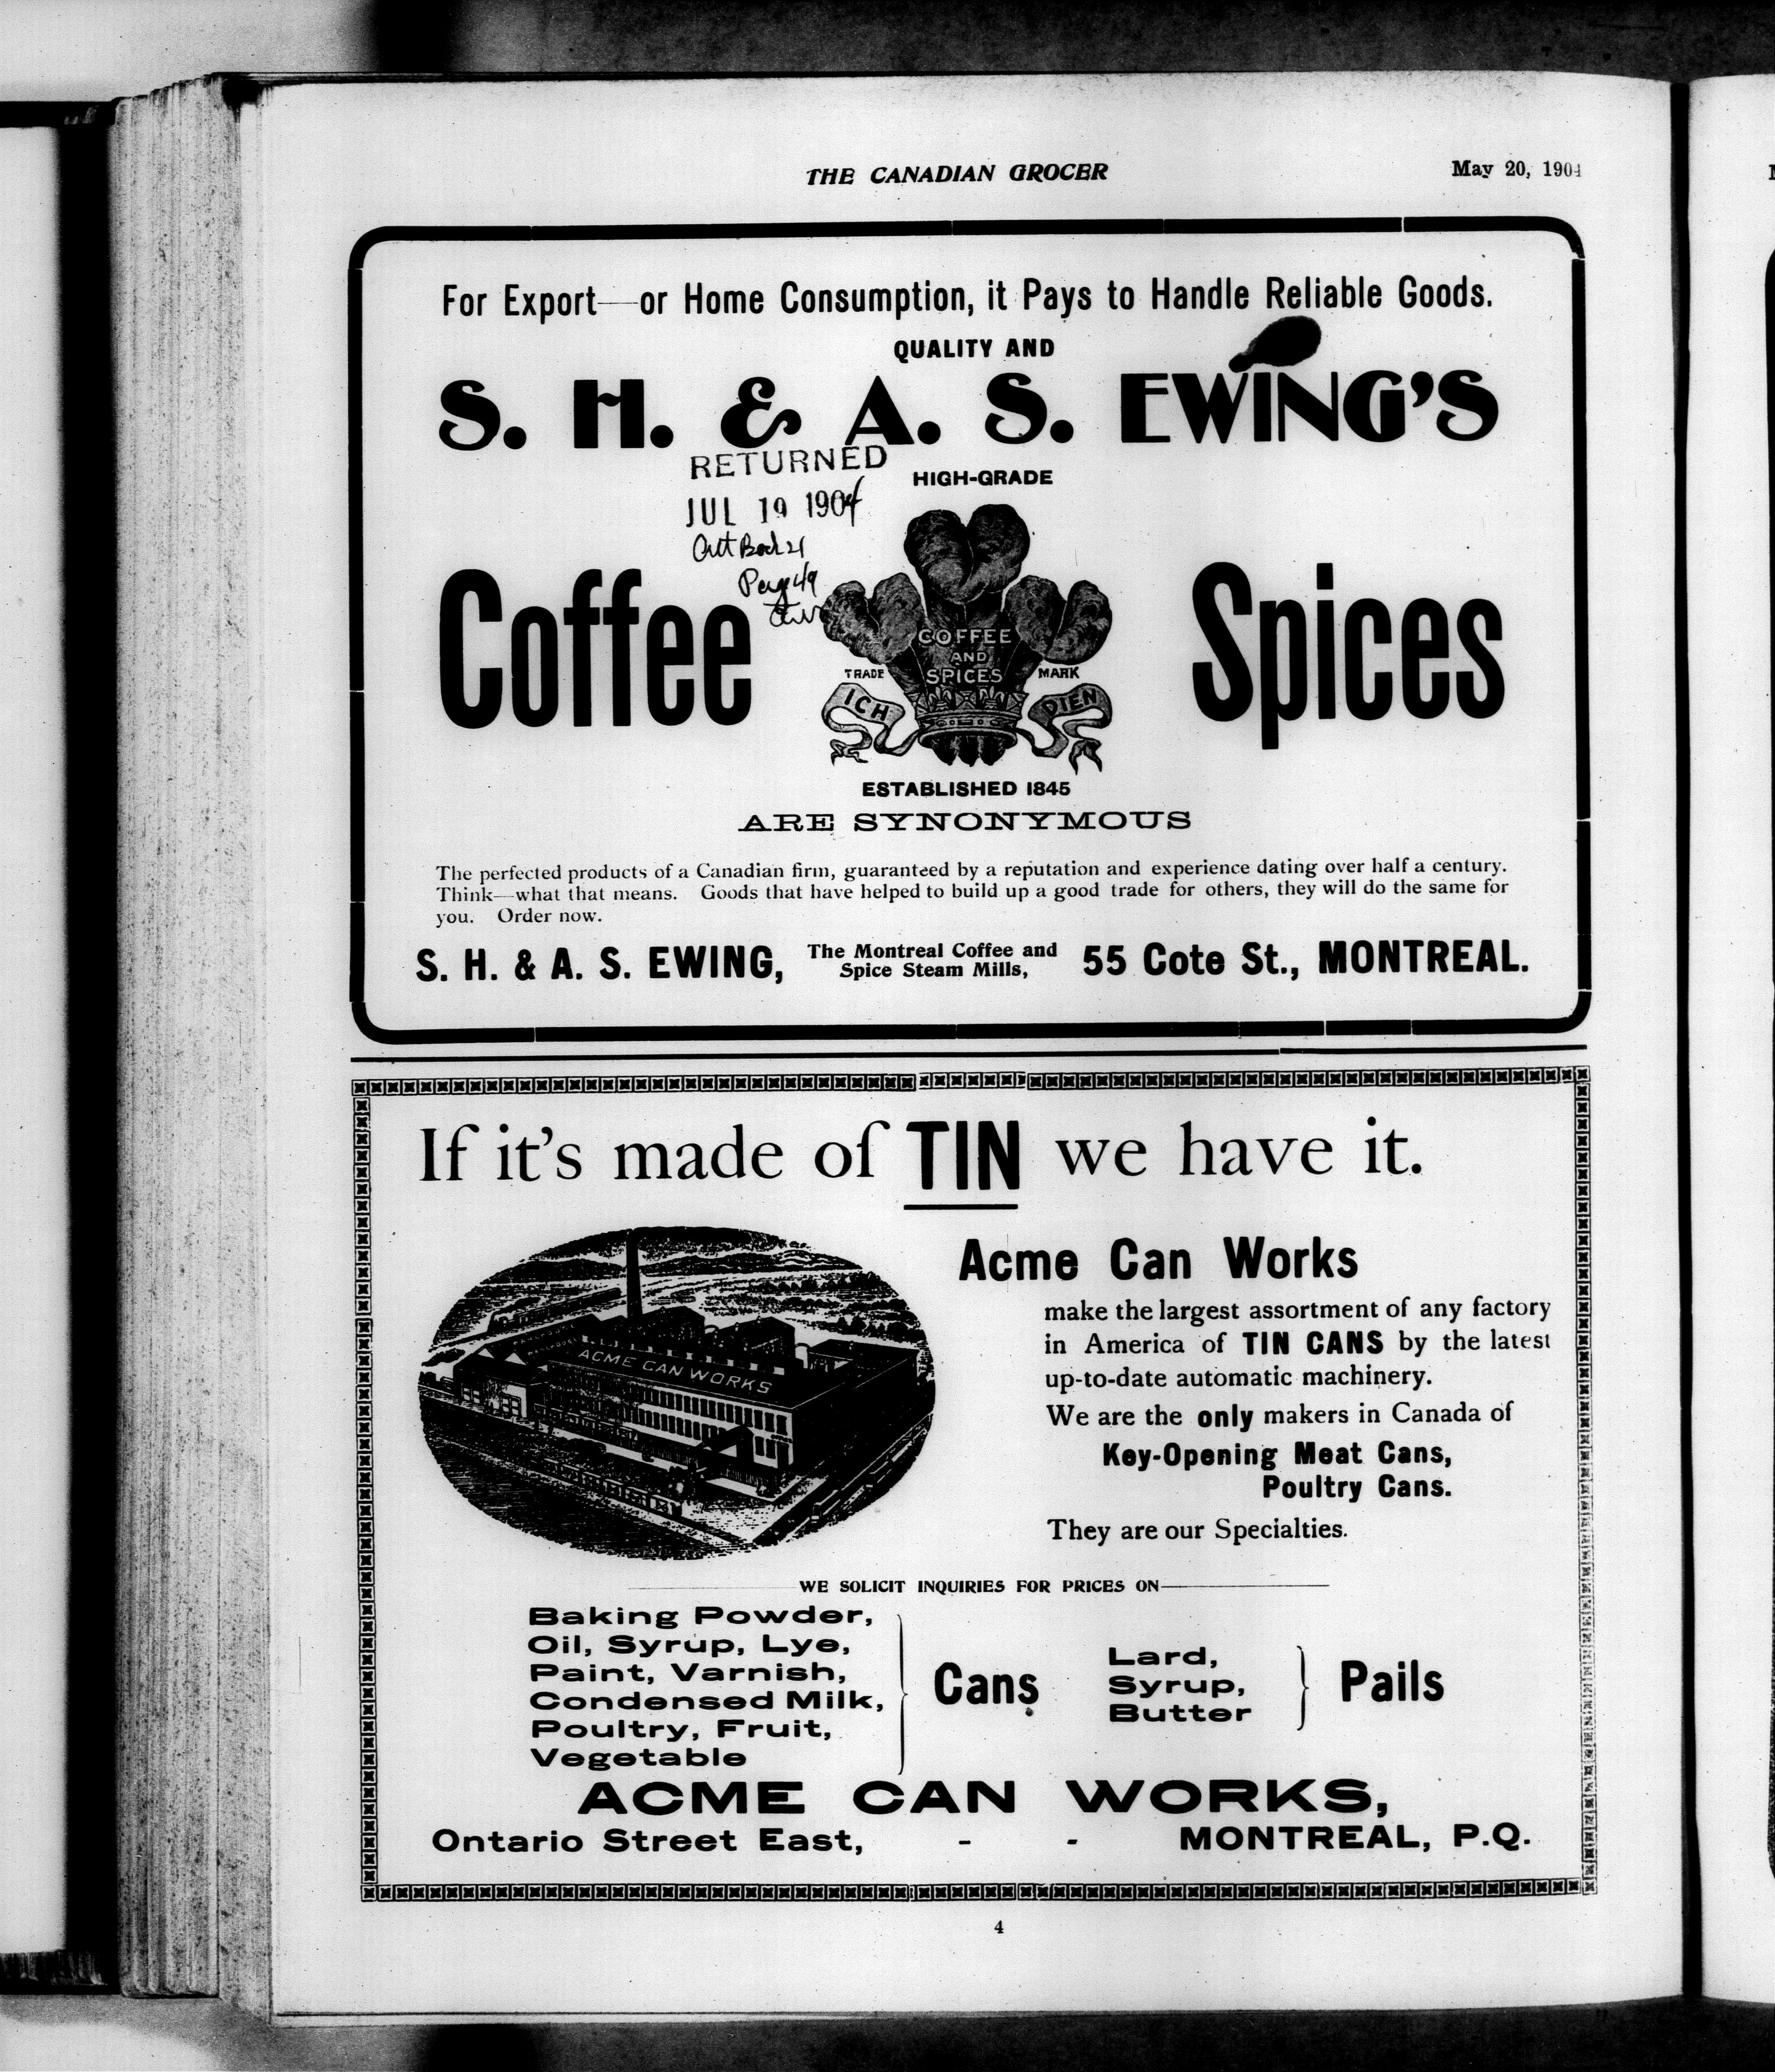 THE CANADIAN GROCER
May 20, 1904
For Export—or Home Consumption, it Pays to Handle Reliable Goods.
QUALITY AND
S. H. & A. S. EWING'S
RETURNED
HIGH-GRADE
JUL 19 1904
Page 49
Coffee
Spices
COFFEE
AND
SPICES
TRADE MARK
ICH DIEN
ESTABLISHED 1845
ARE SYNONYMOUS
The perfected products of a Canadian firm, guaranteed by a reputation and experience dating over half a century.
Think—what that means. Goods that have helped to build up a good trade for others, they will do the same for
you. Order now.
S. H. & A. S. EWING, The Montreal Coffee and Spice Steam Mills, 55 Cote St., MONTREAL.
If it's made of TIN we have it.
ACME CAN WORKS
Acme Can Works
make the largest assortment of any factory
in America of TIN CANS by the latest
up-to-date automatic machinery.
We are the only makers in Canada of
Key-Opening Meat Cans,
Poultry Cans.
They are our Specialties.
WE SOLICIT INQUIRIES FOR PRICES ON
Baking Powder,
Oil, Syrup, Lye,
Paint, Varnish,
Condensed Milk,
Poultry, Fruit,
Vegetable
Cans
Lard,
Syrup,
Butter
Pails
ACME CAN WORKS,
Ontario Street East, - - MONTREAL, P.Q.
4